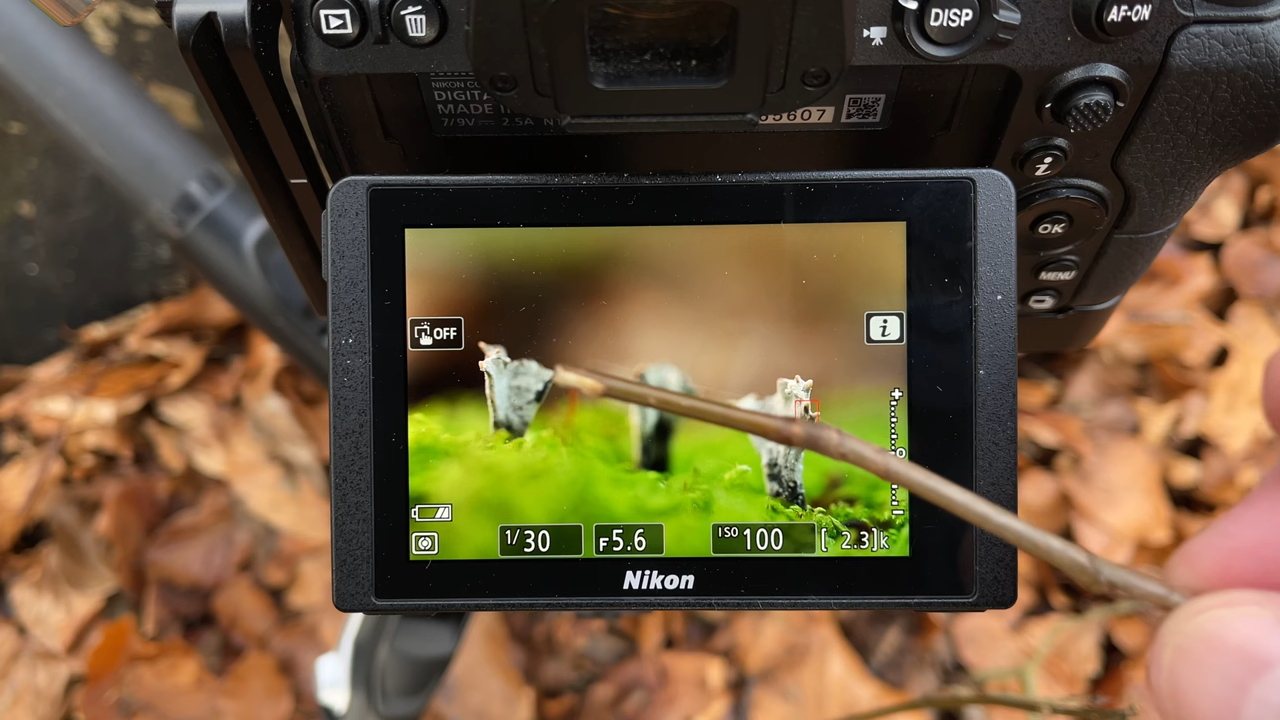 DISP
AF-ON
NIKON
DIGITA
MADE I
7/9V 2.5A
65607
i
OK
MENU
OFF
i
1/30
F5.6
ISO 100
[ 2.3]k
Nikon